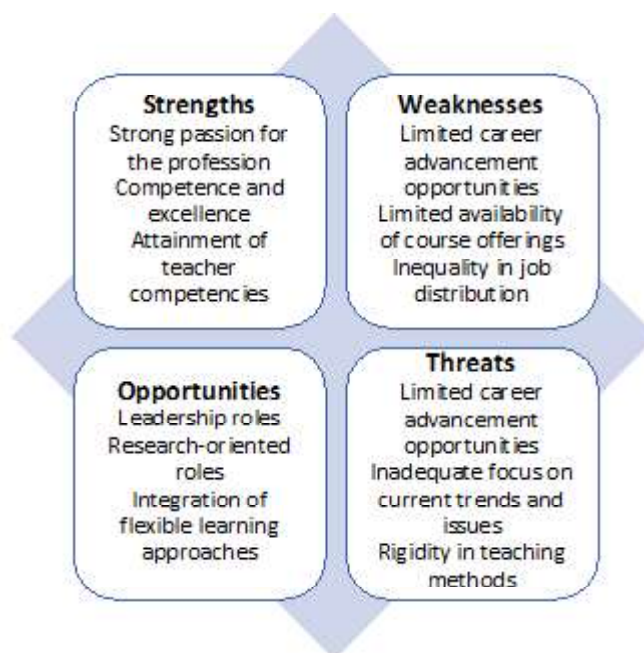 Strengths
Strong passion for
the profession
Competence and
excellence
Attainment of
teacher
competencies
Weaknesses
Limited career
advancement
opportunities
Limited availability
of course offerings
Inequality in job
distribution
Opportunities
Leadership roles
Research-oriented
roles
Integration of
flexible learning
approaches
Threats
Limited career
advancement
opportunities
Inadequate focus on
current trends and
issues
Rigidity in teaching
methods